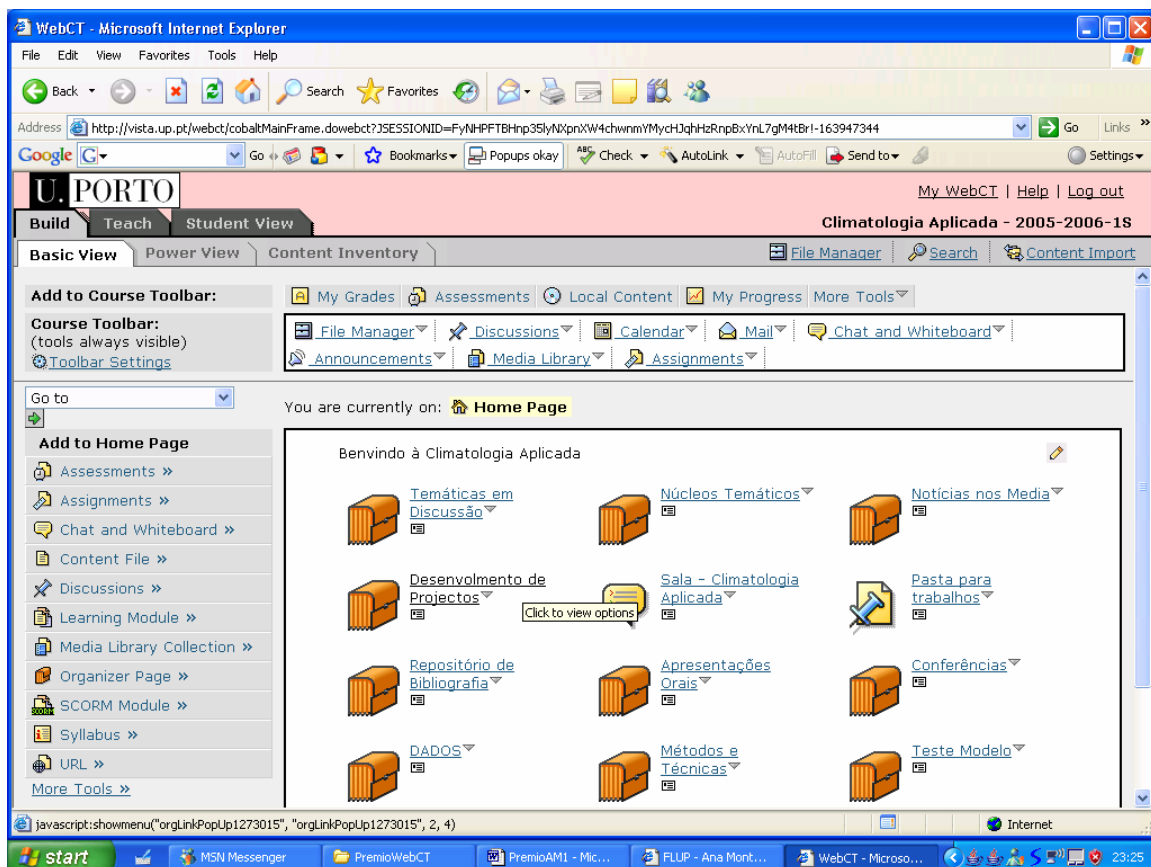 WebCT - Microsoft Internet Explorer
File Edit View Favorites Tools Help
Back Search Favorites
Address http://vista.up.pt/webct/cobaltMainFrame.dowebct?JSESSIONID=FyNHPFTBHnp35lyNXpnXW4chwnmYMycHJqhHzRnpBxYnL7gM4tBr!-163947344 Go Links »
Google G Go Bookmarks Popups okay ABC Check AutoLink AutoFill Send to Settings
U. PORTO
My WebCT | Help | Log out
Build Teach Student View
Climatologia Aplicada - 2005-2006-1S
Basic View Power View Content Inventory File Manager Search Content Import
Add to Course Toolbar: My Grades Assessments Local Content My Progress More Tools
Course Toolbar:
(tools always visible)
Toolbar Settings
File Manager Discussions Calendar Mail Chat and Whiteboard
Announcements Media Library Assignments
Go to
You are currently on: Home Page
Add to Home Page
Assessments »
Assignments »
Chat and Whiteboard »
Content File »
Discussions »
Learning Module »
Media Library Collection »
Organizer Page »
SCORM Module »
Syllabus »
URL »
More Tools »
Benvindo à Climatologia Aplicada
Temáticas em
Discussão
Núcleos Temáticos
Notícias nos Media
Desenvolmento de
Projectos
Click to view options
Sala - Climatologia
Aplicada
Pasta para
trabalhos
Repositório de
Bibliografia
Apresentações
Orais
Conferências
DADOS
Métodos e
Técnicas
Teste Modelo
javascript:showmenu("orgLinkPopUp1273015", "orgLinkPopUp1273015", 2, 4) Internet
start MSN Messenger PremioWebCT PremioAM1 - Mic... FLUP - Ana Mont... WebCT - Microso... 23:25